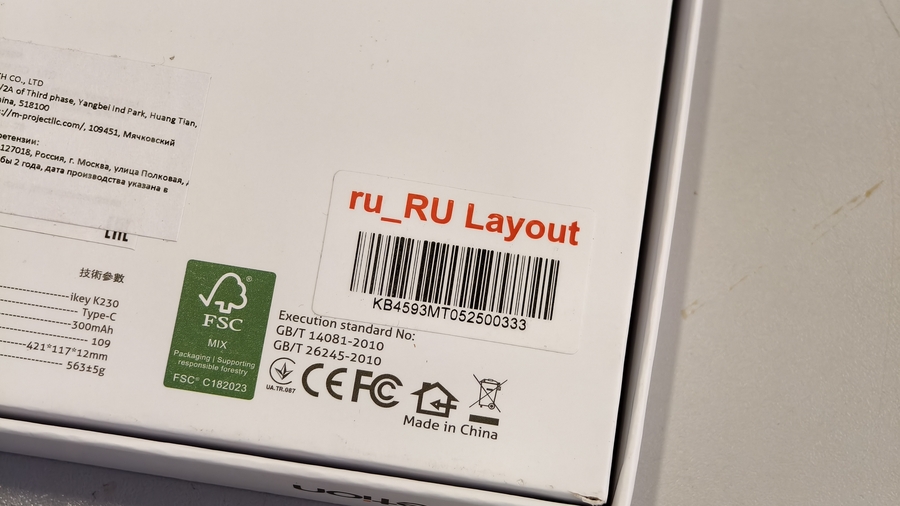 H CO., LTD
/2A of Third phase, Yangbei Ind Park, Huang Tian,
ina, 518100
://m-projectllc.com/, 109451, Мячковский
ретензии:
127018, Россия, г. Москва, улица Полковая,
бы 2 года, дата производства указана в
技術參數
ikey K230
Type-C
300mAh
109
421*117*12mm
563±5g
FSC®
MIX
Packaging | Supporting
responsible forestry
FSC® C182023
ru_RU Layout
KB4593MT052500333
Execution standard No:
GB/T 14081-2010
GB/T 26245-2010
UA.TR.087
CE FC
Made in China